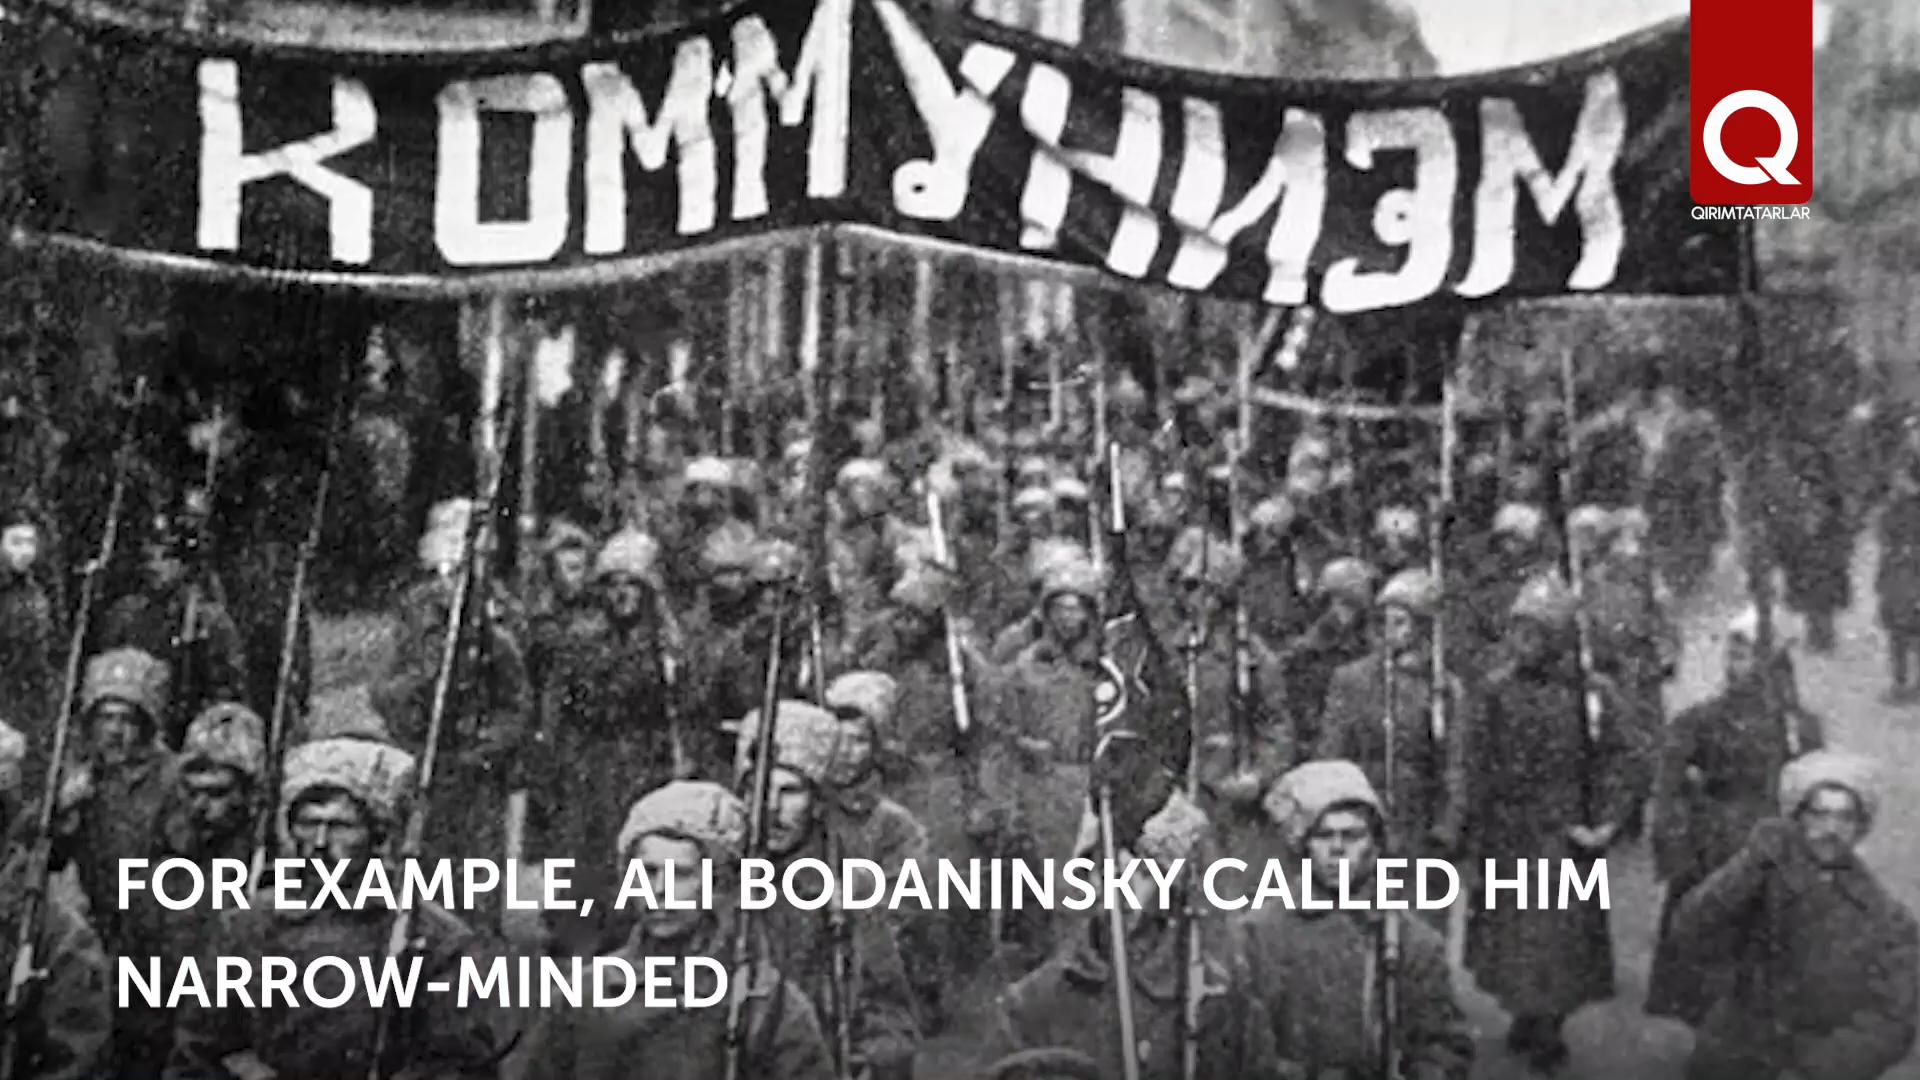 КОММУНИЗМ
Q
QIRIMTATARLAR
FOR EXAMPLE, ALI BODANINSKY CALLED HIM
NARROW-MINDED